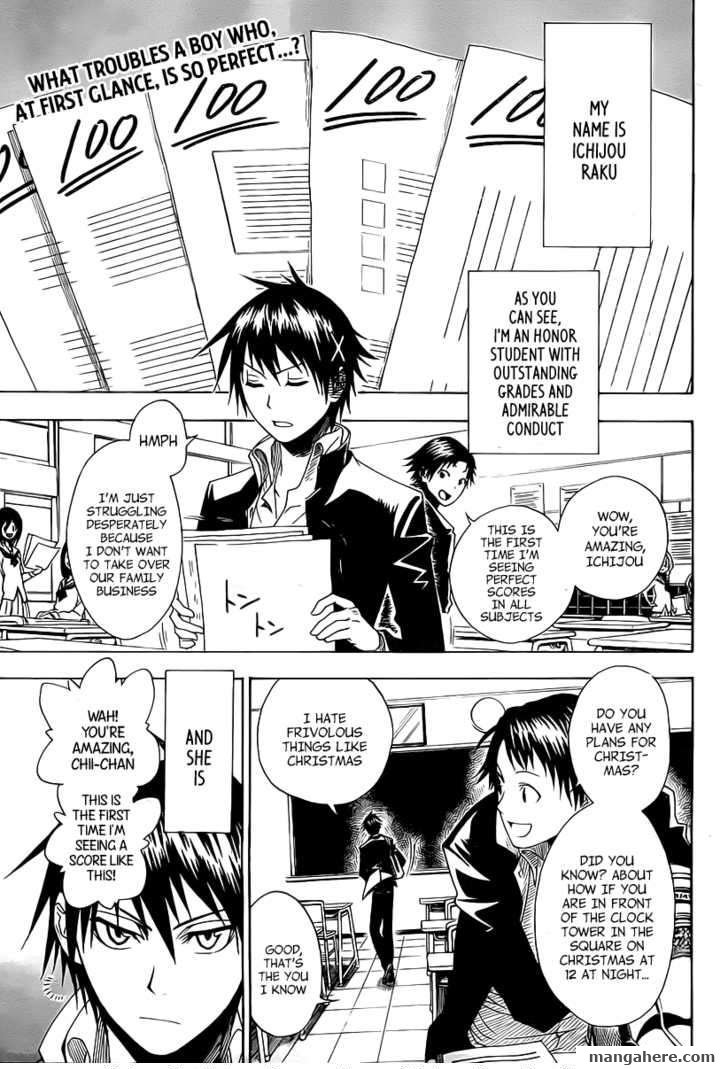 WHAT TROUBLES A BOY WHO,
AT FIRST GLANCE, IS SO PERFECT...?
100
100
100
100
100
MY
NAME IS
ICHIJOU
RAKU
AS YOU
CAN SEE,
I'M AN HONOR
STUDENT WITH
OUTSTANDING
GRADES AND
ADMIRABLE
CONDUCT
WOW,
YOU'RE
AMAZING,
ICHIJOU
THIS IS
THE FIRST
TIME I'M
SEEING
PERFECT
SCORES
IN ALL
SUBJECTS
HMPH
I'M JUST
STRUGGLING
DESPERATELY
BECAUSE
I DON'T WANT
TO TAKE OVER
OUR FAMILY
BUSINESS
トン
トン
DO YOU
HAVE ANY
PLANS FOR
CHRIST-
MAS?
DID YOU
KNOW? ABOUT
HOW IF YOU
ARE IN FRONT
OF THE CLOCK
TOWER IN
THE SQUARE ON
CHRISTMAS AT
12 AT NIGHT...
I HATE
FRIVOLOUS
THINGS LIKE
CHRISTMAS
GOOD,
THAT'S
THE YOU
I KNOW
AND
SHE
IS
WAH!
YOU'RE
AMAZING,
CHII-CHAN
THIS IS
THE FIRST
TIME I'M
SEEING A
SCORE LIKE
THIS!
mangahere.com